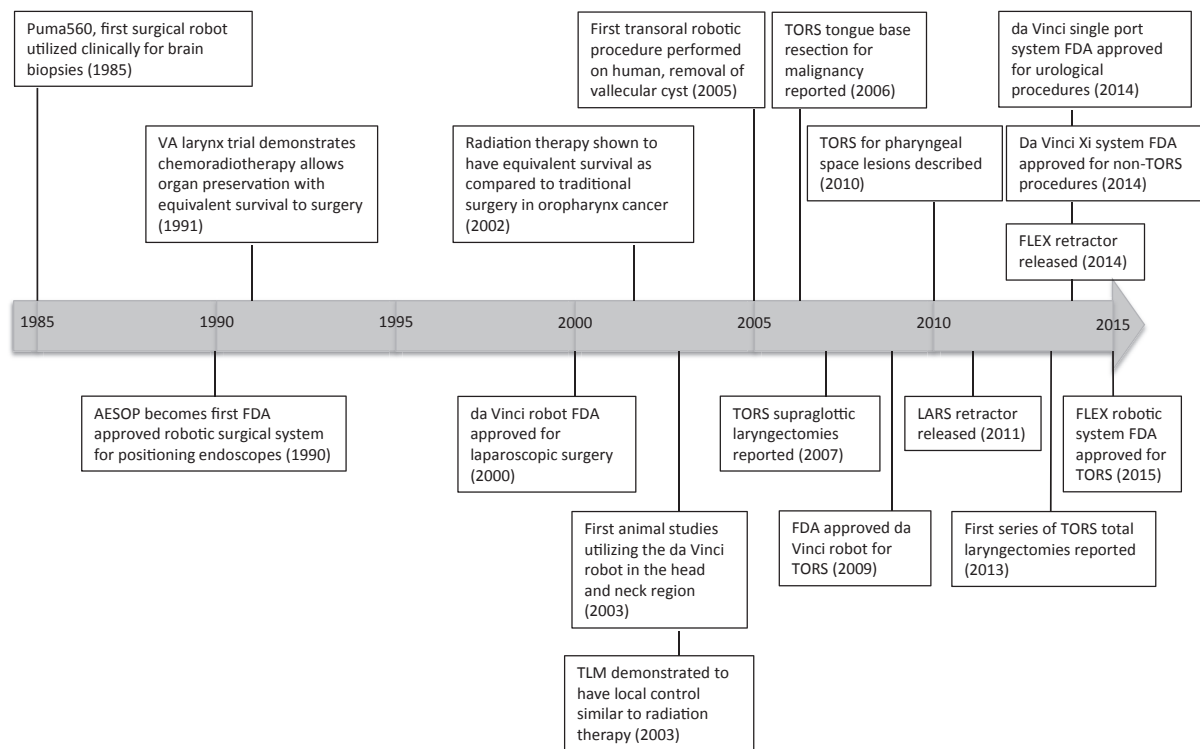 Puma560, first surgical robot
utilized clinically for brain
biopsies (1985)
First transoral robotic
procedure performed
on human, removal of
vallecular cyst (2005)
TORS tongue base
resection for
malignancy
reported (2006)
da Vinci single port
system FDA approved
for urological
procedures (2014)
VA larynx trial demonstrates
chemoradiotherapy allows
organ preservation with
equivalent survival to surgery
(1991)
Radiation therapy shown to
have equivalent survival as
compared to traditional
surgery in oropharynx cancer
(2002)
TORS for pharyngeal
space lesions described
(2010)
Da Vinci Xi system FDA
approved for non-TORS
procedures (2014)
FLEX retractor
released (2014)
1985 1990 1995 2000 2005 2010 2015
AESOP becomes first FDA
approved robotic surgical system
for positioning endoscopes (1990)
da Vinci robot FDA
approved for
laparoscopic surgery
(2000)
TORS supraglottic
laryngectomies
reported (2007)
LARS retractor
released (2011)
FLEX robotic
system FDA
approved for
TORS (2015)
First animal studies
utilizing the da Vinci
robot in the head
and neck region
(2003)
FDA approved da
Vinci robot for
TORS (2009)
First series of TORS total
laryngectomies reported
(2013)
TLM demonstrated to
have local control
similar to radiation
therapy (2003)